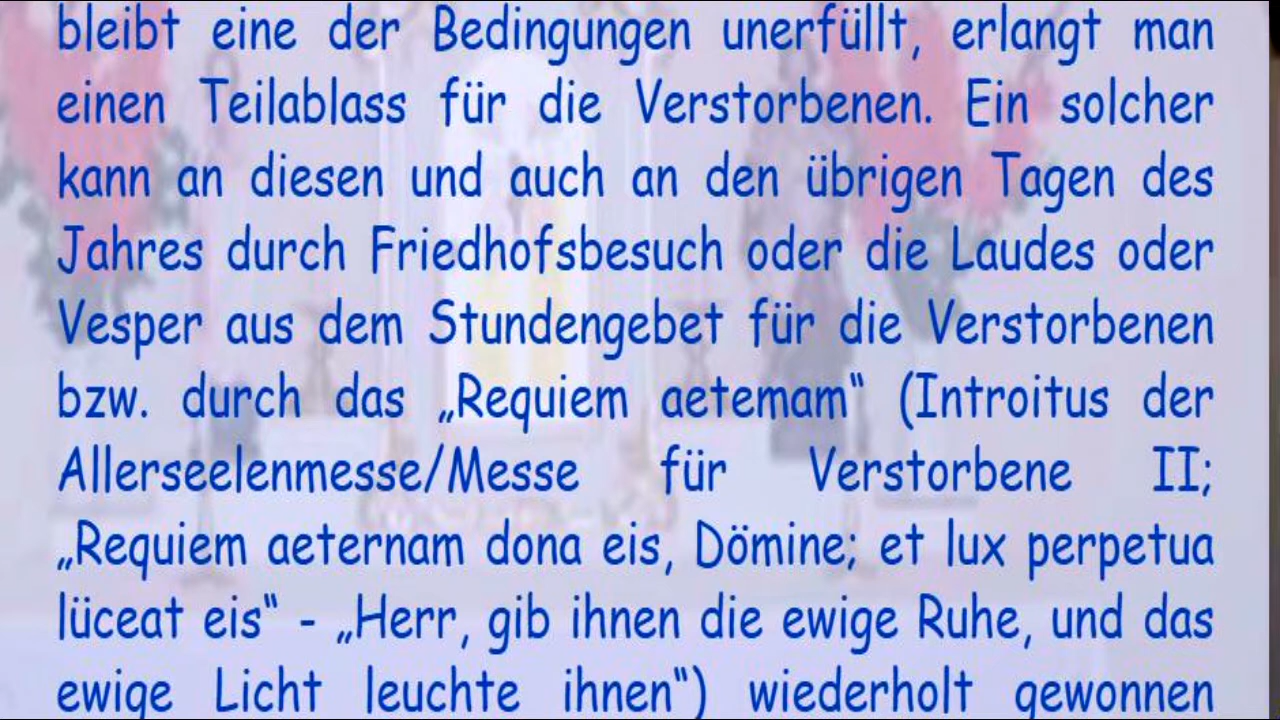 bleibt eine der Bedingungen unerfüllt, erlangt man
einen Teilablass für die Verstorbenen. Ein solcher
kann an diesen und auch an den übrigen Tagen des
Jahres durch Friedhofsbesuch oder die Laudes oder
Vesper aus dem Stundengebet für die Verstorbenen
bzw. durch das „Requiem aetemam“ (Introitus der
Allerseelenmesse/Messe für Verstorbene II;
„Requiem aeternam dona eis, Dömine; et lux perpetua
lüceat eis“ - „Herr, gib ihnen die ewige Ruhe, und das
ewige Licht leuchte ihnen“) wiederholt gewonnen